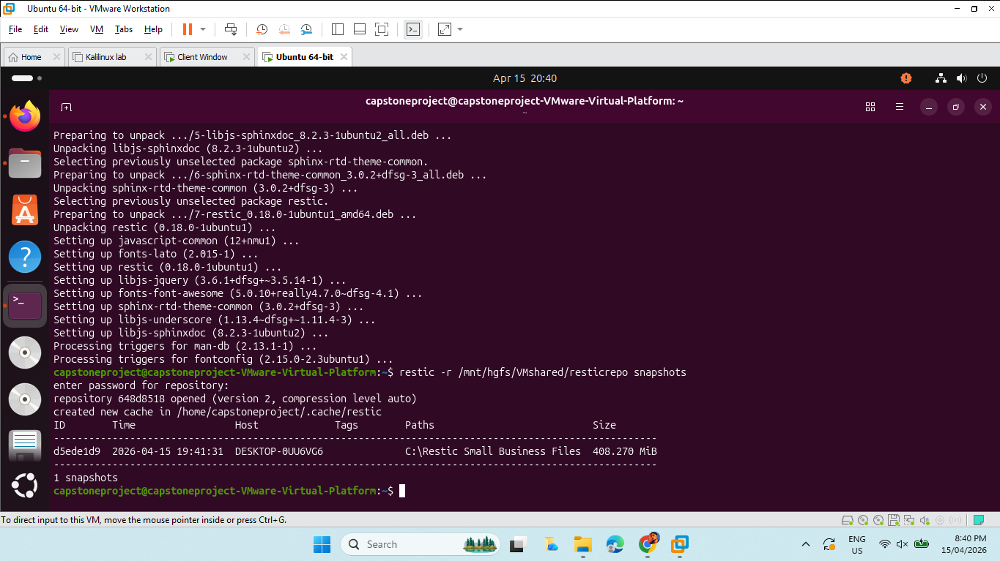 Ubuntu 64-bit - VMware Workstation
File Edit View VM Tabs Help
Home Kalilinux lab Client Window Ubuntu 64-bit
Apr 15 20:40
capstoneproject@capstoneproject-VMware-Virtual-Platform: ~
~
Preparing to unpack .../5-libjs-sphinxdoc_8.2.3-1ubuntu2_all.deb ...
Unpacking libjs-sphinxdoc (8.2.3-1ubuntu2) ...
Selecting previously unselected package sphinx-rtd-theme-common.
Preparing to unpack .../6-sphinx-rtd-theme-common_3.0.2+dfsg-3_all.deb ...
Unpacking sphinx-rtd-theme-common (3.0.2+dfsg-3) ...
Selecting previously unselected package restic.
Preparing to unpack .../7-restic_0.18.0-1ubuntu1_amd64.deb ...
Unpacking restic (0.18.0-1ubuntu1) ...
Setting up javascript-common (12+nmu1) ...
Setting up fonts-lato (2.015-1) ...
Setting up restic (0.18.0-1ubuntu1) ...
Setting up libjs-jquery (3.6.1+dfsg+~3.5.14-1) ...
Setting up fonts-font-awesome (5.0.10+really4.7.0~dfsg-4.1) ...
Setting up sphinx-rtd-theme-common (3.0.2+dfsg-3) ...
Setting up libjs-underscore (1.13.4~dfsg+~1.11.4-3) ...
Setting up libjs-sphinxdoc (8.2.3-1ubuntu2) ...
Processing triggers for man-db (2.13.1-1) ...
Processing triggers for fontconfig (2.15.0-2.3ubuntu1) ...
capstoneproject@capstoneproject-VMware-Virtual-Platform:~$ restic -r /mnt/hgfs/VMshared/resticrepo snapshots
enter password for repository:
repository 648d8518 opened (version 2, compression level auto)
created new cache in /home/capstoneproject/.cache/restic
ID Time Host Tags Paths Size
-------------------------------------------------------------------------------------------------------
d5ede1d9 2026-04-15 19:41:31 DESKTOP-0UU6VG6 C:\Restic Small Business Files 408.270 MiB
-------------------------------------------------------------------------------------------------------
1 snapshots
capstoneproject@capstoneproject-VMware-Virtual-Platform:~$
To direct input to this VM, move the mouse pointer inside or press Ctrl+G.
Search
ENG
US
8:40 PM
15/04/2026